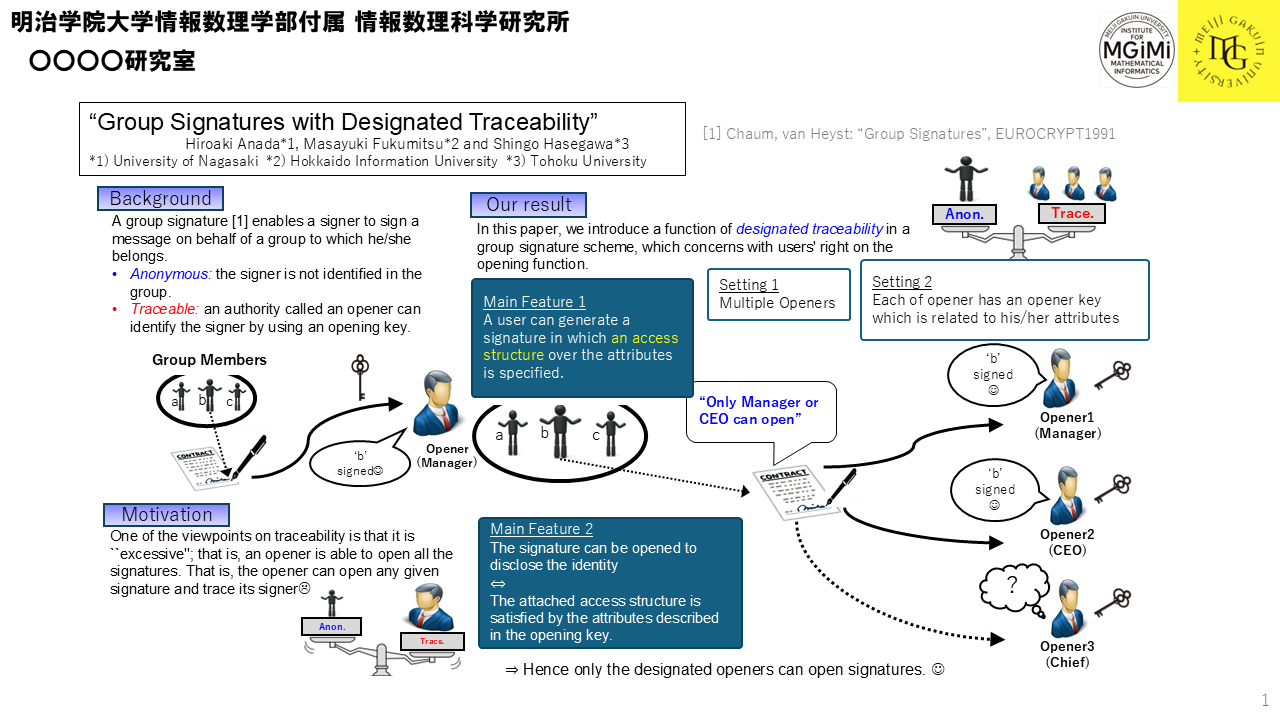 明治学院大学情報数理学部付属 情報数理科学研究所
〇〇〇〇研究室
MEIJI GAKUIN UNIVERSITY
INSTITUTE
FOR
MGiMi
MATHEMATICAL
INFORMATICS
MEIJI GAKUIN UNIVERSITY
MG
“Group Signatures with Designated Traceability”
Hiroaki Anada*1, Masayuki Fukumitsu*2 and Shingo Hasegawa*3
*1) University of Nagasaki *2) Hokkaido Information University *3) Tohoku University
[1] Chaum, van Heyst: “Group Signatures”, EUROCRYPT1991
Background
A group signature [1] enables a signer to sign a
message on behalf of a group to which he/she
belongs.
• Anonymous: the signer is not identified in the
group.
• Traceable: an authority called an opener can
identify the signer by using an opening key.
Group Members
a
b
c
CONTRACT
‘b’
signed☺
Opener
(Manager)
Motivation
One of the viewpoints on traceability is that it is
``excessive''; that is, an opener is able to open all the
signatures. That is, the opener can open any given
signature and trace its signer☹
Anon.
Trace.
Our result
In this paper, we introduce a function of designated traceability in a
group signature scheme, which concerns with users' right on the
opening function.
Anon.
Trace.
Main Feature 1
A user can generate a
signature in which an access
structure over the attributes
is specified.
Setting 1
Multiple Openers
Setting 2
Each of opener has an opener key
which is related to his/her attributes
a
b
c
“Only Manager or
CEO can open”
CONTRACT
‘b’
signed
☺
Opener1
(Manager)
‘b’
signed
☺
Opener2
(CEO)
?
Opener3
(Chief)
Main Feature 2
The signature can be opened to
disclose the identity
⇔
The attached access structure is
satisfied by the attributes described
in the opening key.
⇒ Hence only the designated openers can open signatures. ☺
1